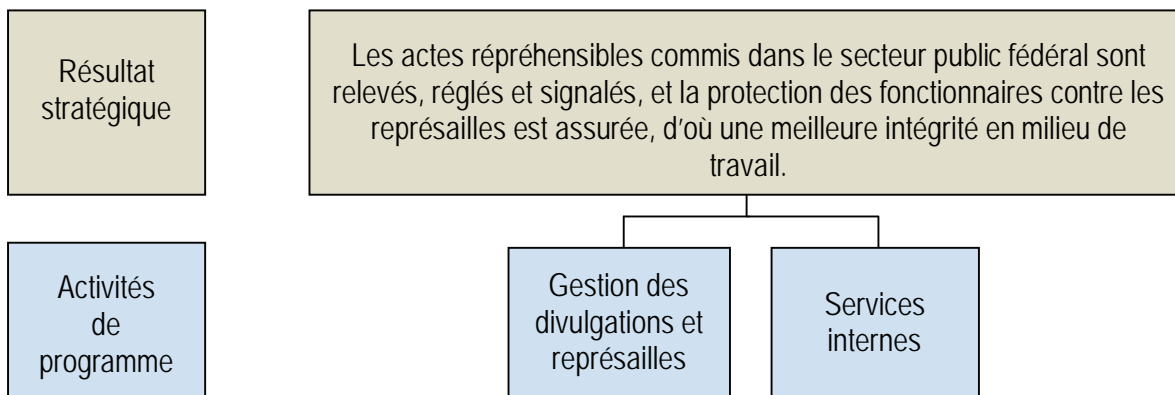 Résultat
stratégique
Les actes répréhensibles commis dans le secteur public fédéral sont
relevés, réglés et signalés, et la protection des fonctionnaires contre les
représailles est assurée, d’où une meilleure intégrité en milieu de
travail.
Activités
de
programme
Gestion des
divulgations et
représailles
Services
internes